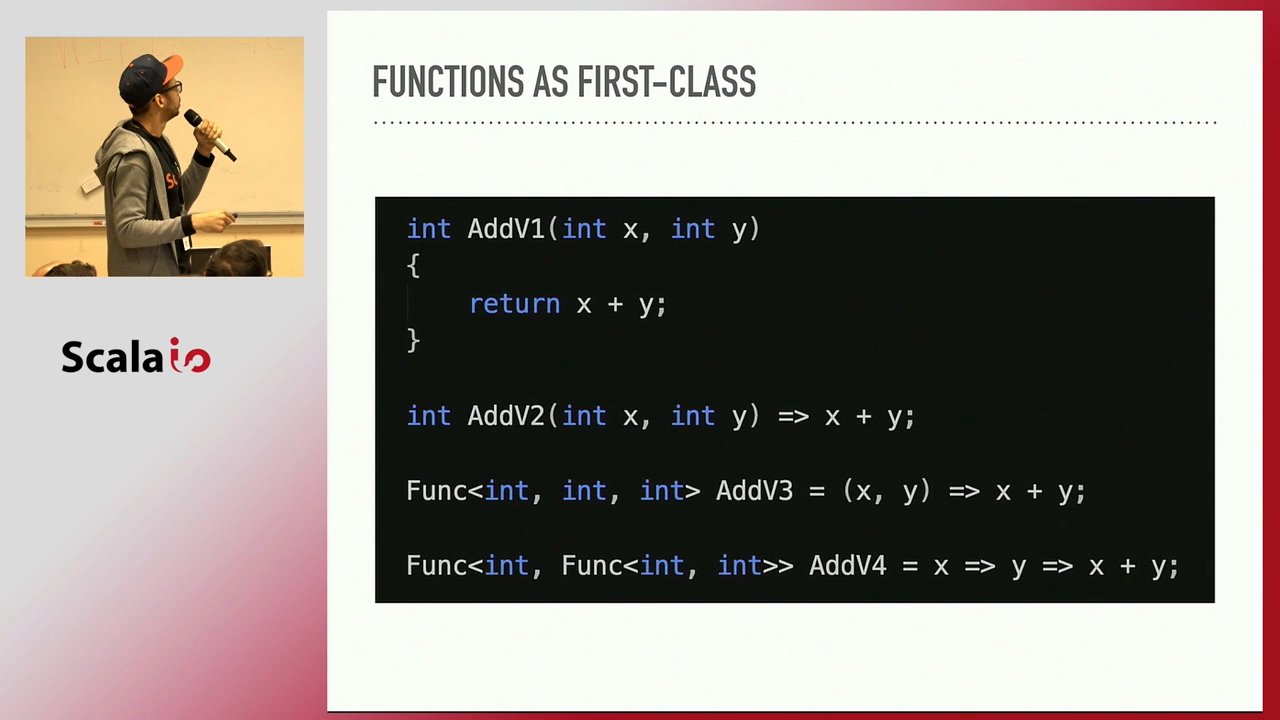 FUNCTIONS AS FIRST-CLASS
int AddV1(int x, int y)
{
return x + y;
}
int AddV2(int x, int y) => x + y;
Func<int, int, int> AddV3 = (x, y) => x + y;
Func<int, Func<int, int>> AddV4 = x => y => x + y;
Scala io